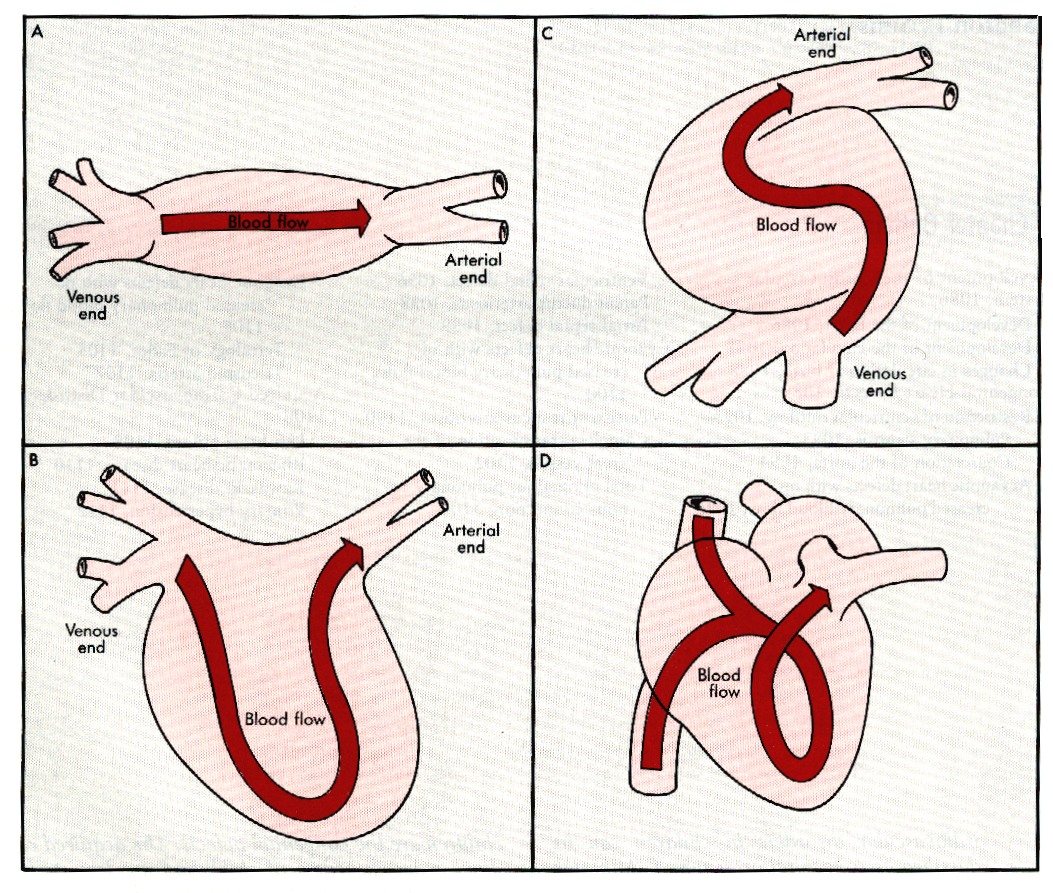 A
Blood flow
Venous
end
Arterial
end
C
Arterial
end
Blood flow
Venous
end
B
Venous
end
Blood flow
Arterial
end
D
Blood
flow